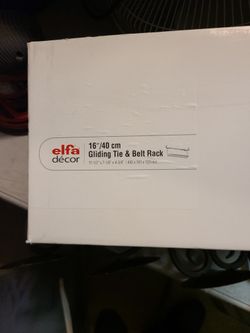 elfa
décor
16"/40 cm
Gliding Tie & Belt Rack